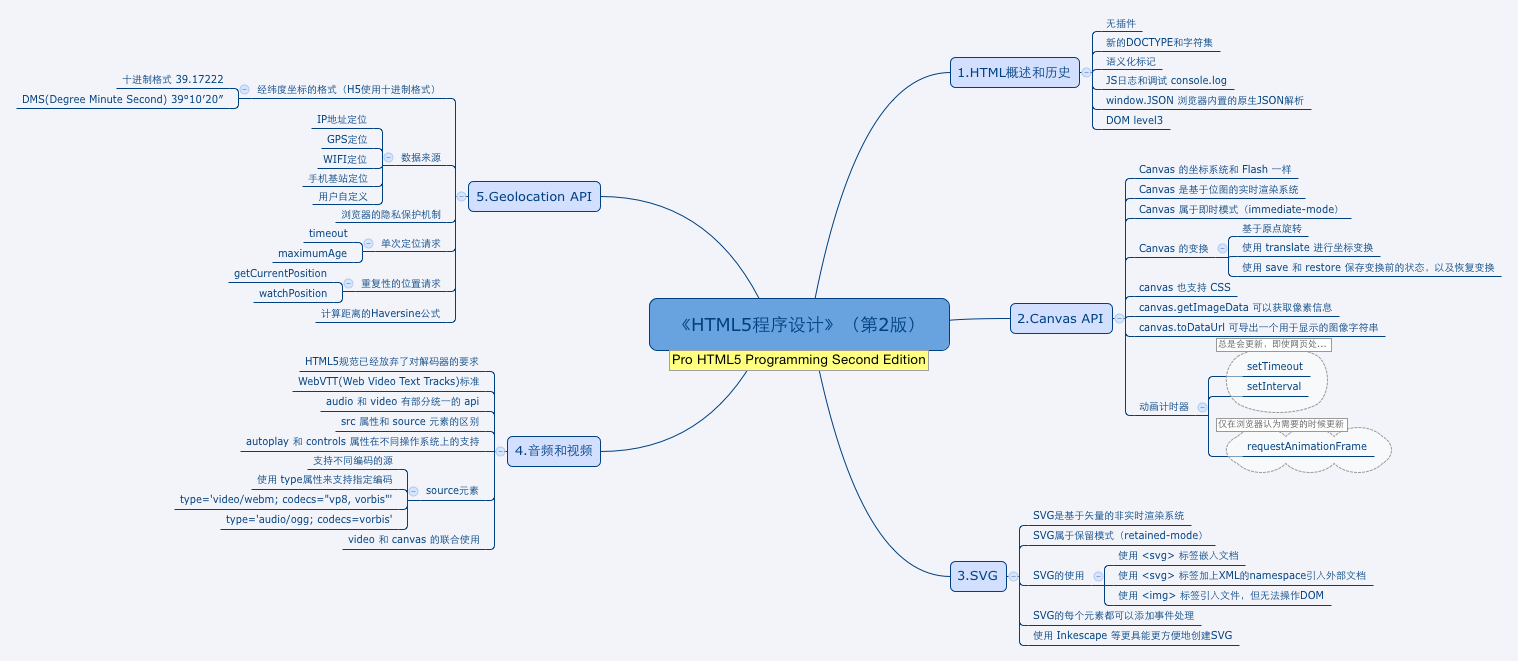 《HTML5程序设计》（第2版）
Pro HTML5 Programming Second Edition
1.HTML概述和历史
无插件
新的DOCTYPE和字符集
语义化标记
JS日志和调试 console.log
window.JSON 浏览器内置的原生JSON解析
DOM level3
2.Canvas API
Canvas 的坐标系统和 Flash 一样
Canvas 是基于位图的实时渲染系统
Canvas 属于即时模式（immediate-mode）
Canvas 的变换
基于原点旋转
使用 translate 进行坐标变换
使用 save 和 restore 保存变换前的状态，以及恢复变换
canvas 也支持 CSS
canvas.getImageData 可以获取像素信息
canvas.toDataUrl 可导出一个用于显示的图像字符串
动画计时器
总是会更新，即使网页处...
setTimeout
setInterval
仅在浏览器认为需要的时候更新
requestAnimationFrame
3.SVG
SVG是基于矢量的非实时渲染系统
SVG属于保留模式（retained-mode）
SVG的使用
使用 <svg> 标签嵌入文档
使用 <svg> 标签加上XML的namespace引入外部文档
使用 <img> 标签引入文件，但无法操作DOM
SVG的每个元素都可以添加事件处理
使用 Inkescape 等更具能更方便地创建SVG
4.音频和视频
HTML5规范已经放弃了对解码器的要求
WebVTT(Web Video Text Tracks)标准
audio 和 video 有部分统一的 api
src 属性和 source 元素的区别
autoplay 和 controls 属性在不同操作系统上的支持
source元素
支持不同编码的源
使用 type属性来支持指定编码
type='video/webm; codecs="vp8, vorbis"'
type='audio/ogg; codecs=vorbis'
video 和 canvas 的联合使用
5.Geolocation API
经纬度坐标的格式（H5使用十进制格式）
十进制格式 39.17222
DMS(Degree Minute Second) 39°10′20″
数据来源
IP地址定位
GPS定位
WIFI定位
手机基站定位
用户自定义
浏览器的隐私保护机制
单次定位请求
timeout
maximumAge
重复性的位置请求
getCurrentPosition
watchPosition
计算距离的Haversine公式